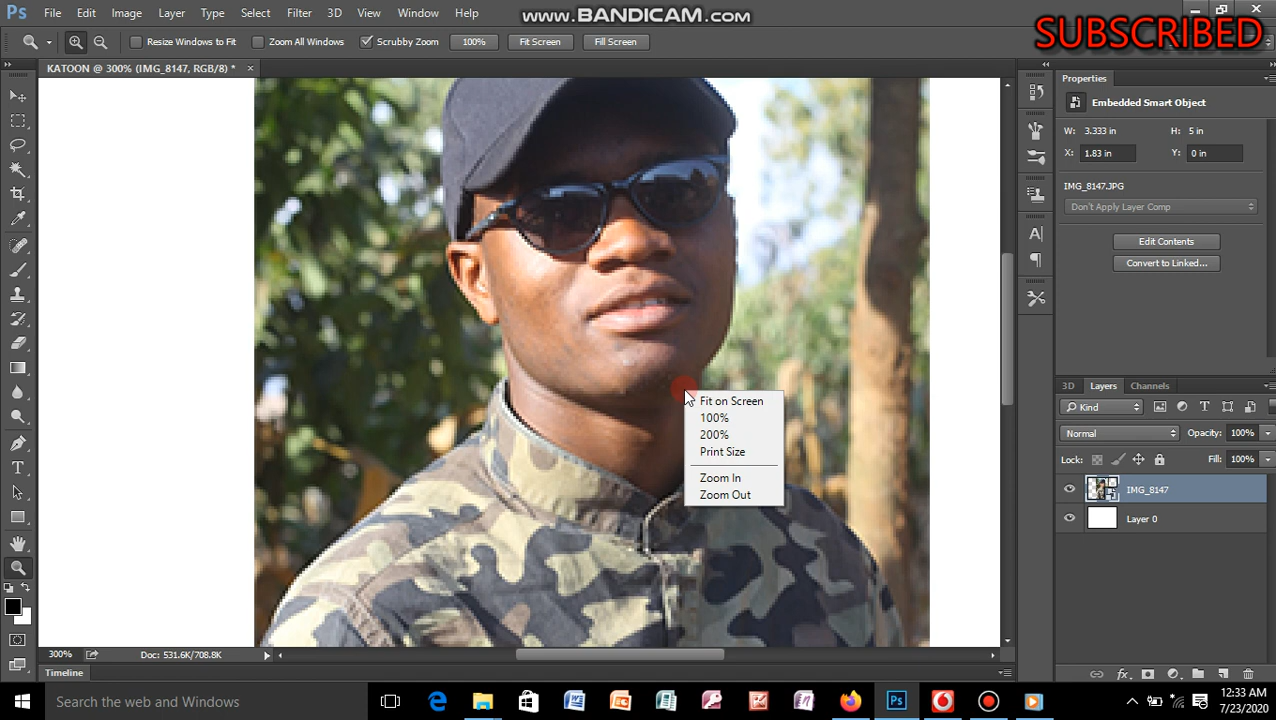 Ps File Edit Image Layer Type Select Filter 3D View Window Help
www.BANDICAM.com
SUBSCRIBED
Resize Windows to Fit Zoom All Windows Scrubby Zoom 100% Fit Screen Fill Screen
KATOON @ 300% (IMG_8147, RGB/8) * ×
Properties
Embedded Smart Object
W: 3.333 in H: 5 in
X: 1.83 in Y: 0 in
IMG_8147.JPG
Don't Apply Layer Comp
Edit Contents
Convert to Linked...
Fit on Screen
100%
200%
Print Size
Zoom In
Zoom Out
3D Layers Channels
Kind
Normal Opacity: 100%
Lock: Fill: 100%
IMG_8147
Layer 0
300% Doc: 531.6K/708.8K
Timeline
Search the web and Windows
12:33 AM
7/23/2020